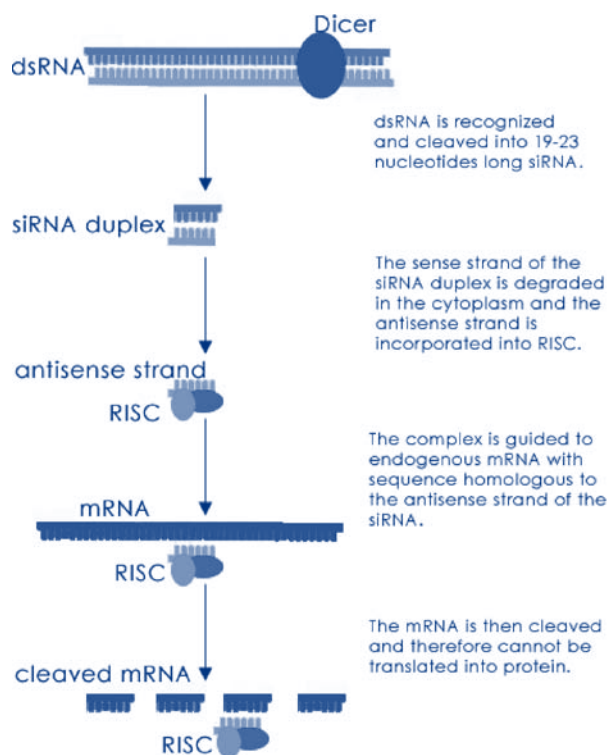 Dicer
dsRNA
dsRNA is recognized
and cleaved into 19-23
nucleotides long siRNA.
siRNA duplex
The sense strand of the
siRNA duplex is degraded
in the cytoplasm and the
antisense strand is
incorporated into RISC.
antisense strand
RISC
The complex is guided to
endogenous mRNA with
sequence homologous to
the antisense strand of the
siRNA.
mRNA
RISC
The mRNA is then cleaved
and therefore cannot be
translated into protein.
cleaved mRNA
RISC